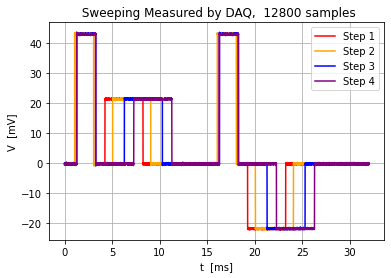 Sweeping Measured by DAQ,  12800 samples
V  [mV]
40
30
20
10
0
−10
−20
Step 1
Step 2
Step 3
Step 4
0 5 10 15 20 25 30
t  [ms]